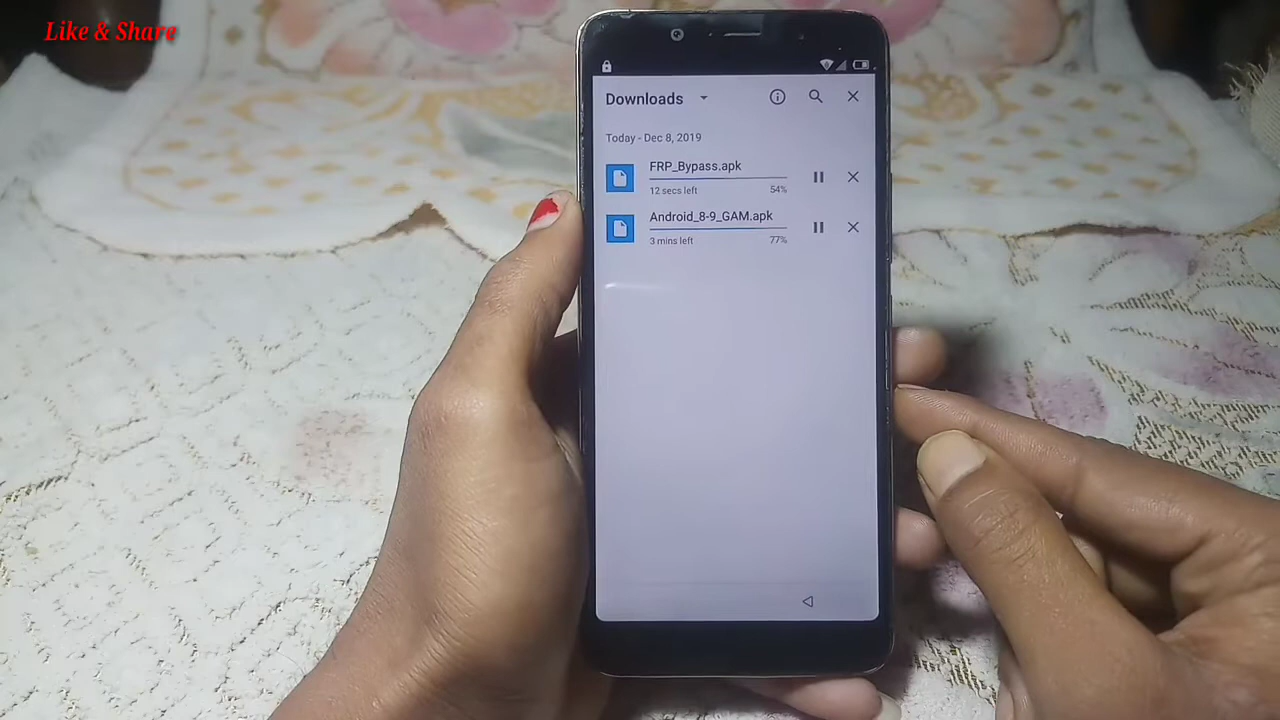 Like & Share
Downloads
Today - Dec 8, 2019
FRP_Bypass.apk
12 secs left 54%
Android_8-9_GAM.apk
3 mins left 77%